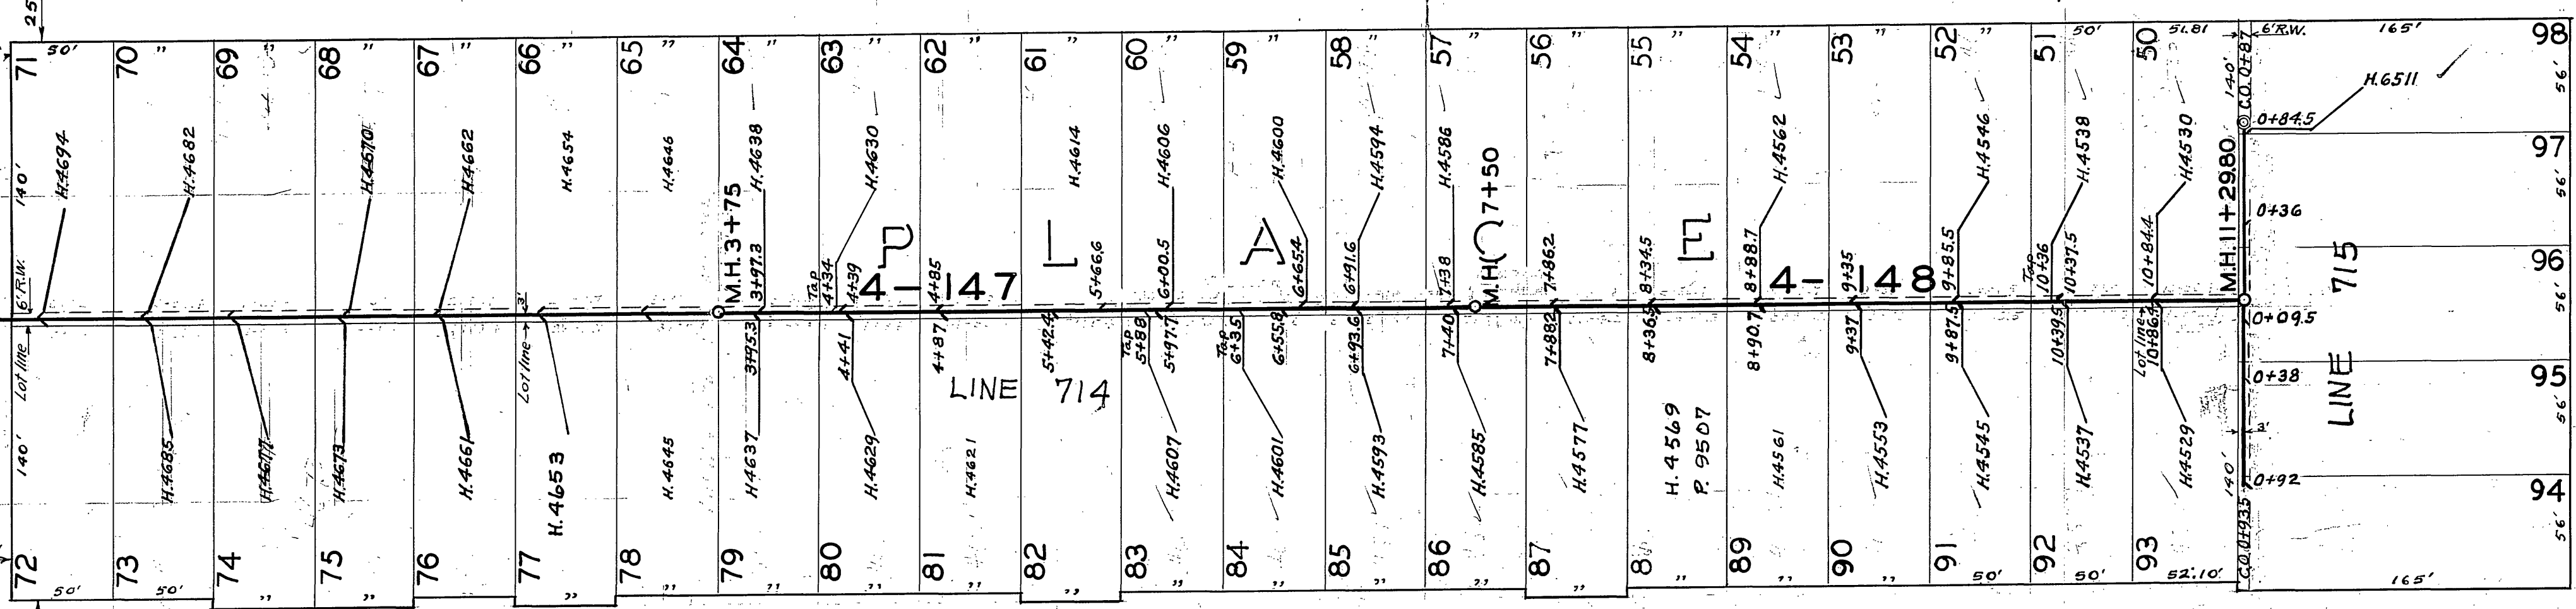 25
71 70 69 68 67 66 65 64 63 62 61 60 59 58 57 56 55 54 53 52 51 50 98
50' " " " " " " " " " " " " " " " " " " " 50' 51.81 6'R.W. 165'
H.4694 H.4682 H.4670 H.4662 H.4654 H.4646 H.4638 H.4630 H.4614 H.4606 H.4600 H.4594 H.4586 H.4562 H.4546 H.4538 H.4530 H.6511
140' 140' C.O. 0+87 56'
0+84.5
97
56'
6'R.W. M.H. 3+75 3+97.3 Tap 4+34 4+39 4+85 5+66.6 6+00.5 6+65.4 6+91.6 7+38 M.H. 7+50 7+86.2 8+34.5 8+88.7 9+35 9+85.5 Tap 10+36 10+37.5 10+84.4 M.H. 11+29.80 0+36
P L A
4-147 4-148
96
56'
LINE 715
Lot line Lot line 3' 3+95.3 4+41 4+87 5+42.4 Tap 5+88 5+97.7 Tap 6+35 6+55.8 6+93.6 7+40 7+88.2 8+36.5 8+90.7 9+37 9+87.5 10+39.5 Lot line 10+86.4 0+09.5
LINE 714
0+38
95
56'
3'
140' 140'
H.4685 H.4677 H.4673 H.4661 H.4653 H.4645 H.4637 H.4629 H.4621 H.4607 H.4601 H.4593 H.4585 H.4577 H.4569 H.4561 H.4553 H.4545 H.4537 H.4529
P. 9507
0+92
94
56'
C.O. 0+93.5
72 73 74 75 76 77 78 79 80 81 82 83 84 85 86 87 8 89 90 91 92 93
50' 50' " " " " " " " " " " " " " " " 50' 50' 52.10' 165'